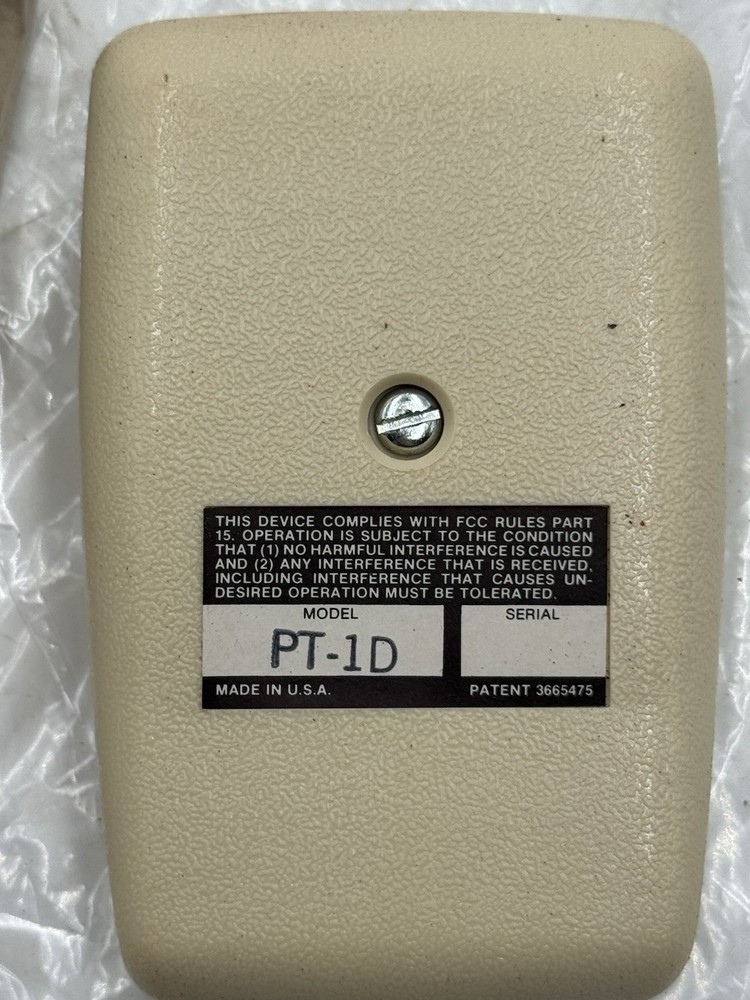 THIS DEVICE COMPLIES WITH FCC RULES PART
15. OPERATION IS SUBJECT TO THE CONDITION
THAT (1) NO HARMFUL INTERFERENCE IS CAUSED
AND (2) ANY INTERFERENCE THAT IS RECEIVED,
INCLUDING INTERFERENCE THAT CAUSES UN-
DESIRED OPERATION MUST BE TOLERATED.
MODEL SERIAL
PT-1D
MADE IN U.S.A. PATENT 3665475